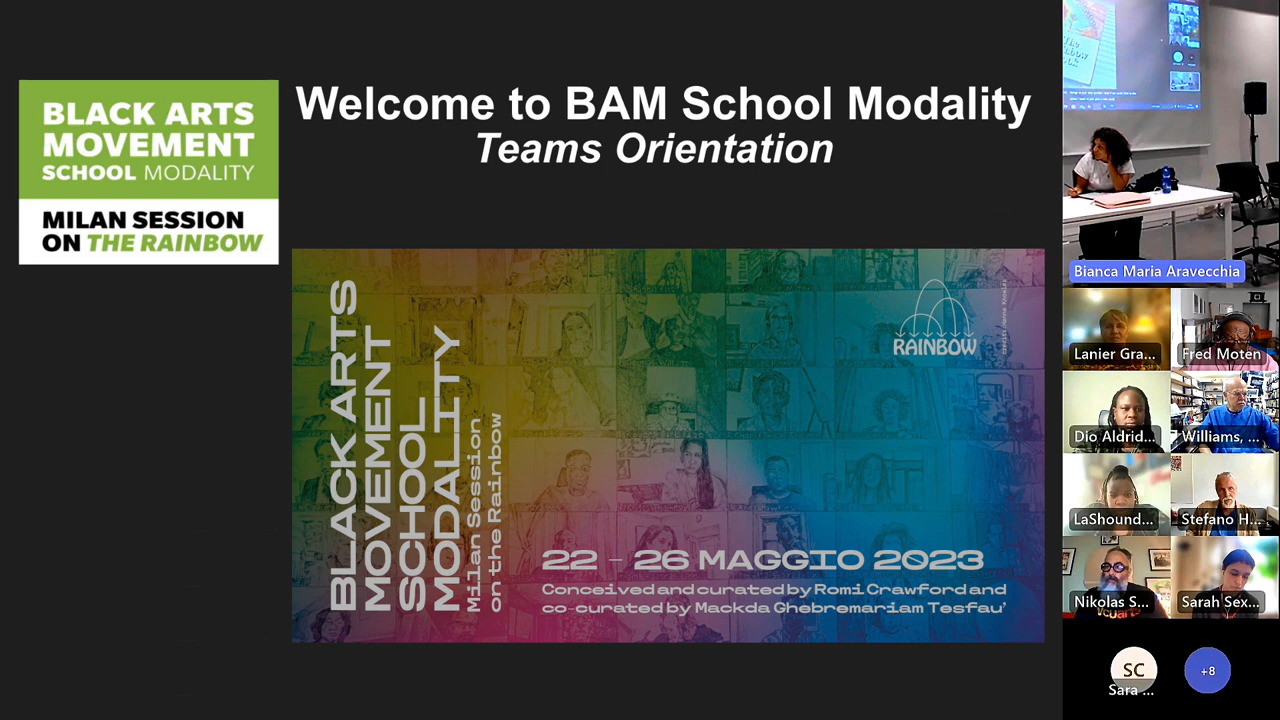 BLACK ARTS
MOVEMENT
SCHOOL MODALITY
MILAN SESSION
ON THE RAINBOW
Welcome to BAM School Modality
Teams Orientation
BLACK ARTS
MOVEMENT
SCHOOL
MODALITY
Milan Session
on the Rainbow
RAINBOW
22 - 26 MAGGIO 2023
Conceived and curated by Romi Crawford and
co-curated by Mackda Ghebremariam Tesfau'
Bianca Maria Aravecchia
Lanier Gra...
Fred Moten
Dio Aldrid...
Williams, ...
LaShound...
Stefano H...
Nikolas S...
Sarah Sex...
SC
Sara ...
+8